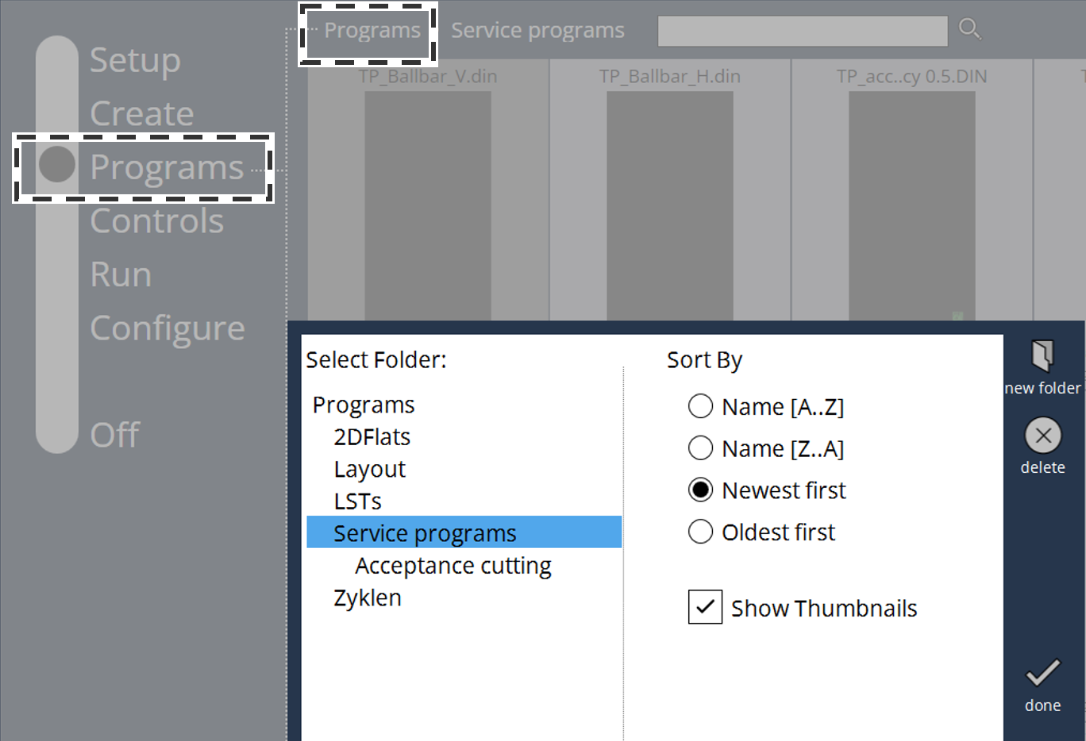 Programs
Service programs
Setup
Create
Programs
Controls
Run
Configure
Off
TP_Ballbar_V.din
TP_Ballbar_H.din
TP_acc..cy 0.5.DIN
Select Folder:
Programs
2DFlats
Layout
LSTs
Service programs
Acceptance cutting
Zyklen
Sort By
Name [A..Z]
Name [Z..A]
Newest first
Oldest first
Show Thumbnails
new folder
delete
done